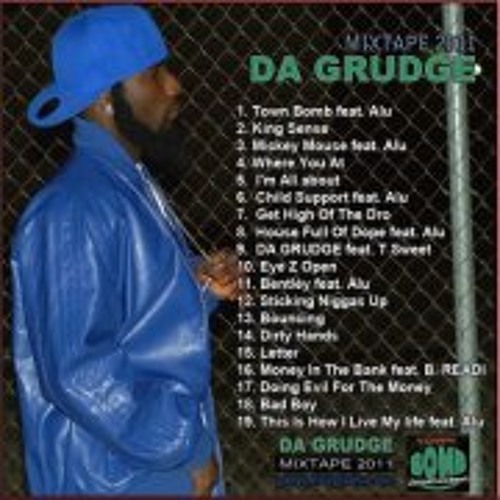 MIXTAPE 2011
DA GRUDGE
1. Town Bomb feat. Alu
2. King Sense
3. Mickey Mouse feat. Alu
4. Where You At
5. I'm All about
6. Child Support feat. Alu
7. Get High Of The Dro
8. House Full Of Dope feat. Alu
9. DA GRUDGE feat. T Sweet
10. Eye Z Open
11. Bentley feat. Alu
12. Sticking Niggas Up
13. Bouncing
14. Dirty Hands
15. Letter
16. Money In The Bank feat. B. READI
17. Doing Evil For The Money
18. Bad Boy
19. This Is How I Live My life feat. Alu
DA GRUDGE
MIXTAPE 2011
BOMB